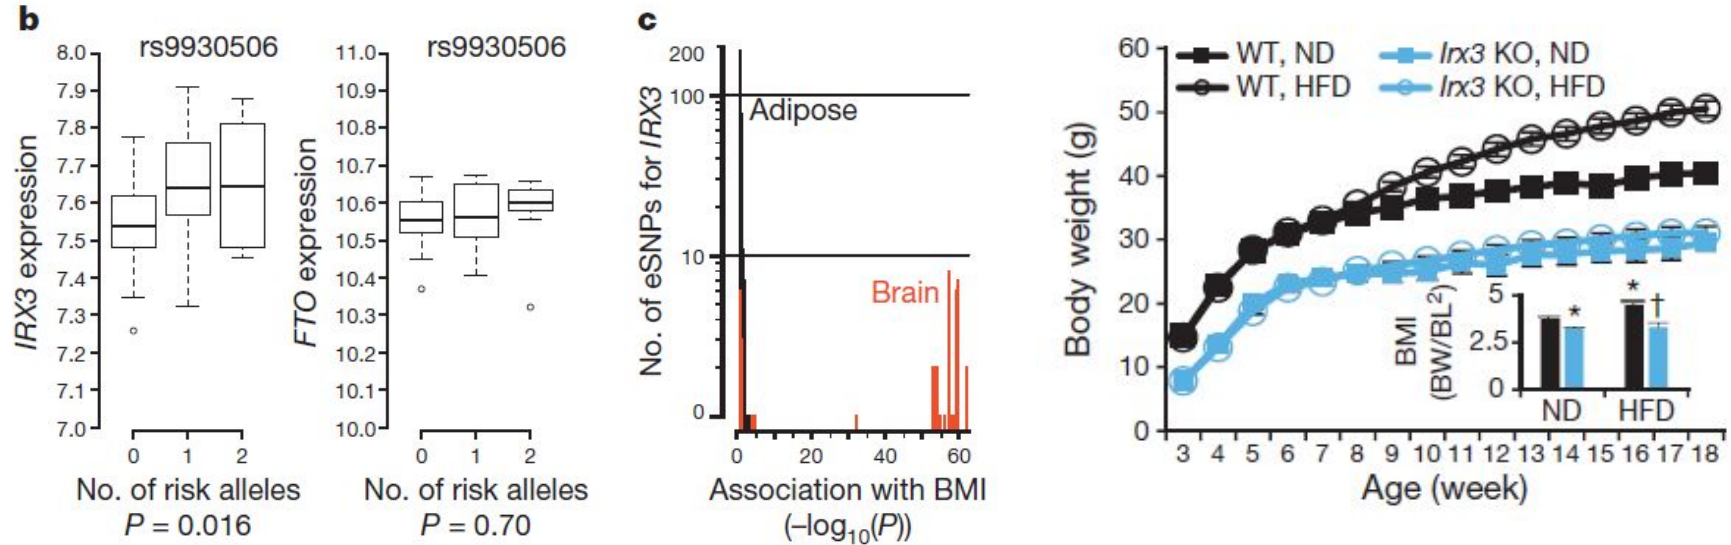 b
rs9930506
IRX3 expression
8.0
7.9
7.8
7.7
7.6
7.5
7.4
7.3
7.2
7.1
7.0
0 1 2
No. of risk alleles
P = 0.016
rs9930506
FTO expression
11.0
10.9
10.8
10.7
10.6
10.5
10.4
10.3
10.2
10.1
10.0
0 1 2
No. of risk alleles
P = 0.70
c
No. of eSNPs for IRX3
200
100
10
0
Adipose
Brain
0 20 40 60
Association with BMI
(–log10(P))
Body weight (g)
60
50
40
30
20
10
0
WT, ND
WT, HFD
Irx3 KO, ND
Irx3 KO, HFD
BMI
(BW/BL²)
5
2.5
0
*
*
†
ND HFD
3 4 5 6 7 8 9 10 11 12 13 14 15 16 17 18
Age (week)